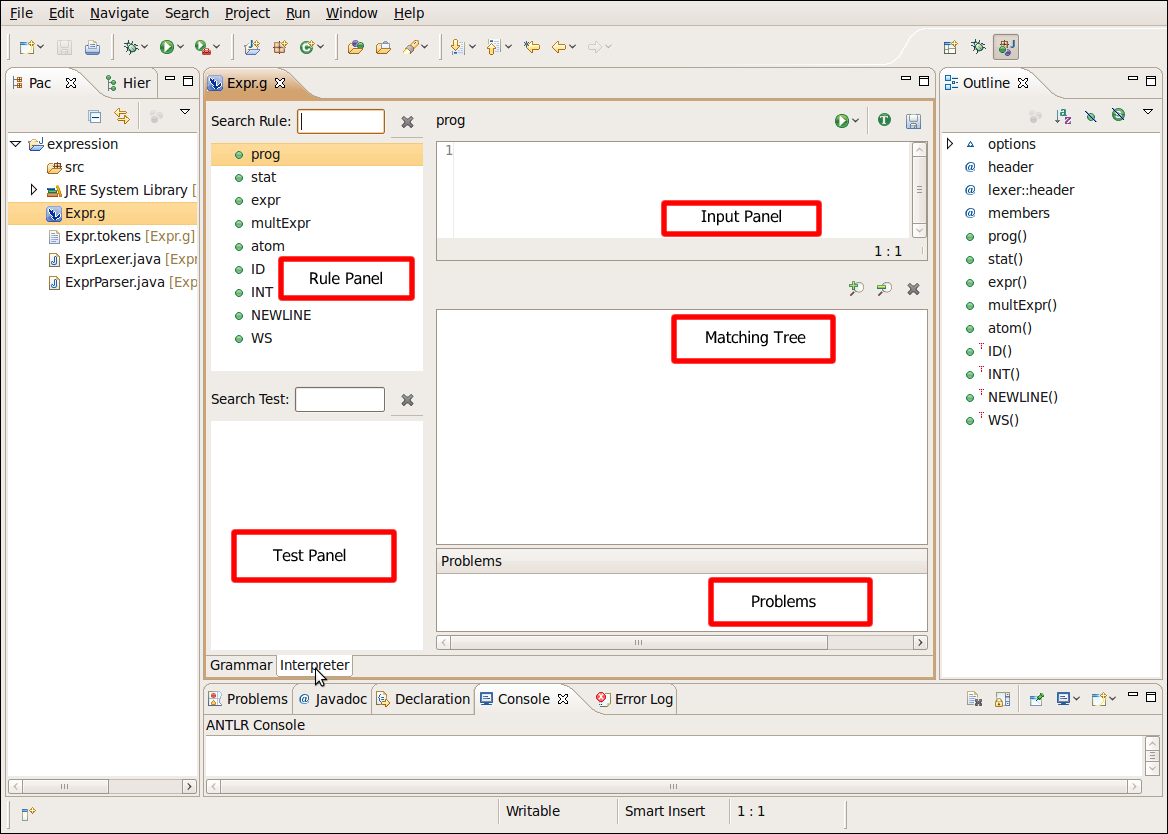 File Edit Navigate Search Project Run Window Help
Pac
Hier
expression
src
JRE System Library [
Expr.g
Expr.tokens [Expr.g]
ExprLexer.java [Expr
ExprParser.java [Exp
Expr.g
Search Rule:
prog
stat
expr
multExpr
atom
ID
INT
NEWLINE
WS
Rule Panel
Search Test:
Test Panel
prog
T
1
Input Panel
1 : 1
Matching Tree
Problems
Problems
Grammar Interpreter
Outline
options
header
lexer::header
members
prog()
stat()
expr()
multExpr()
atom()
T ID()
T INT()
T NEWLINE()
T WS()
Problems @ Javadoc Declaration Console Error Log
ANTLR Console
Writable Smart Insert 1 : 1